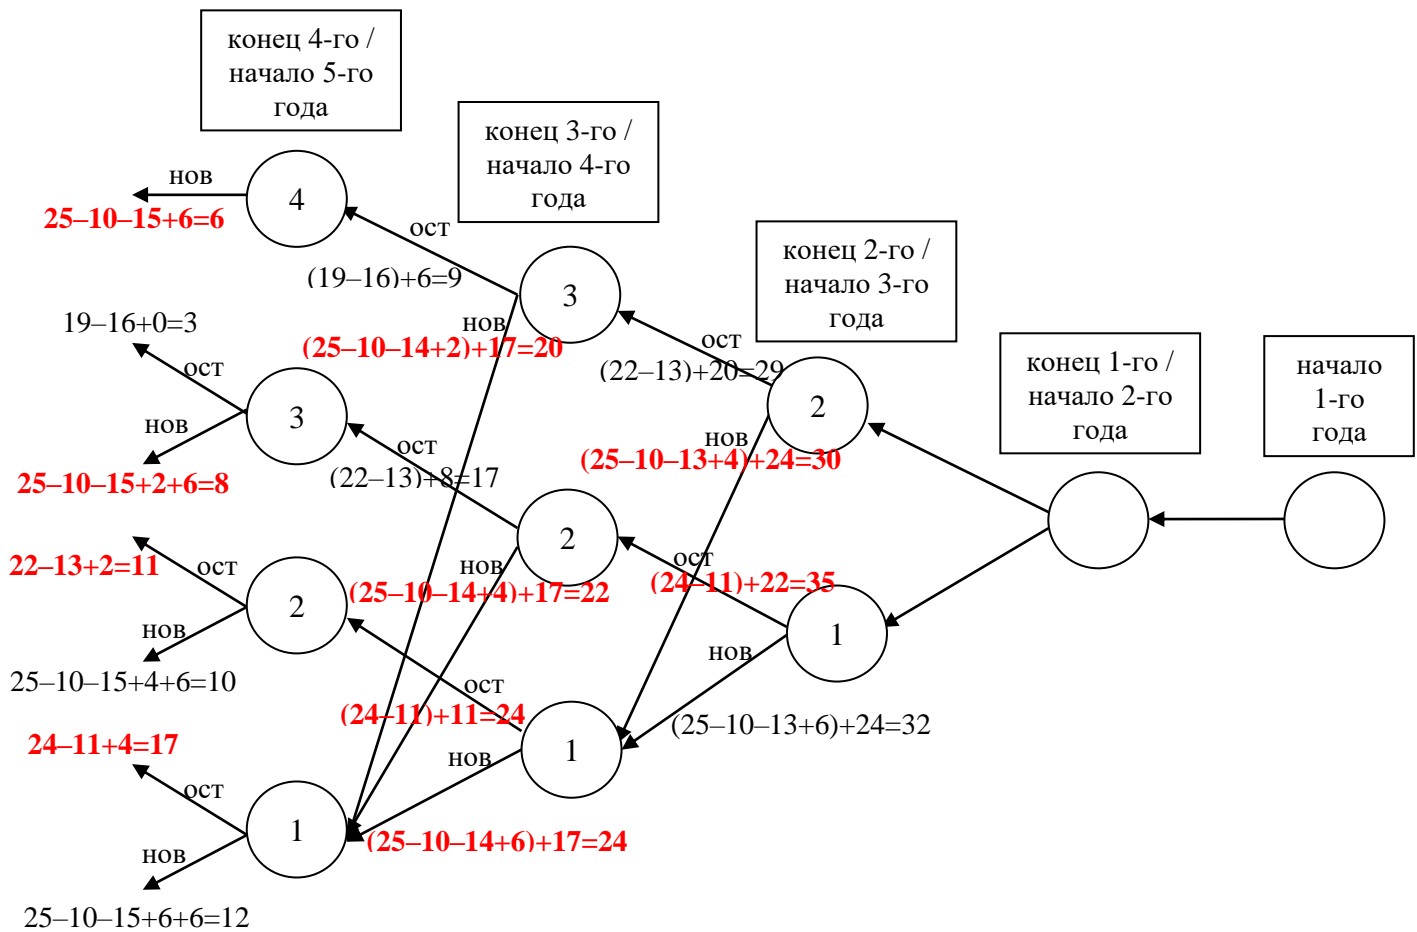 конец 4-го /
начало 5-го
года
конец 3-го /
начало 4-го
года
конец 2-го /
начало 3-го
года
конец 1-го /
начало 2-го
года
начало
1-го
года
нов
4
25–10–15+6=6
ост
(19–16)+6=9
3
19–16+0=3
нов
(25–10–14+2)+17=20
ост
(22–13)+20=29
ост
3
2
нов
25–10–15+2+6=8
ост
(22–13)+8=17
нов
(25–10–13+4)+24=30
22–13+2=11
ост
2
нов
(25–10–14+4)+17=22
2
ост
(24–11)+22=35
нов
25–10–15+4+6=10
1
нов
ост
(24–11)+11=24
(25–10–13+6)+24=32
24–11+4=17
1
нов
ост
1
(25–10–14+6)+17=24
нов
25–10–15+6+6=12